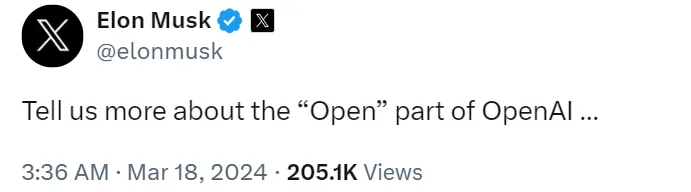 Elon Musk
@elonmusk
Tell us more about the “Open” part of OpenAI ...
3:36 AM · Mar 18, 2024 · 205.1K Views